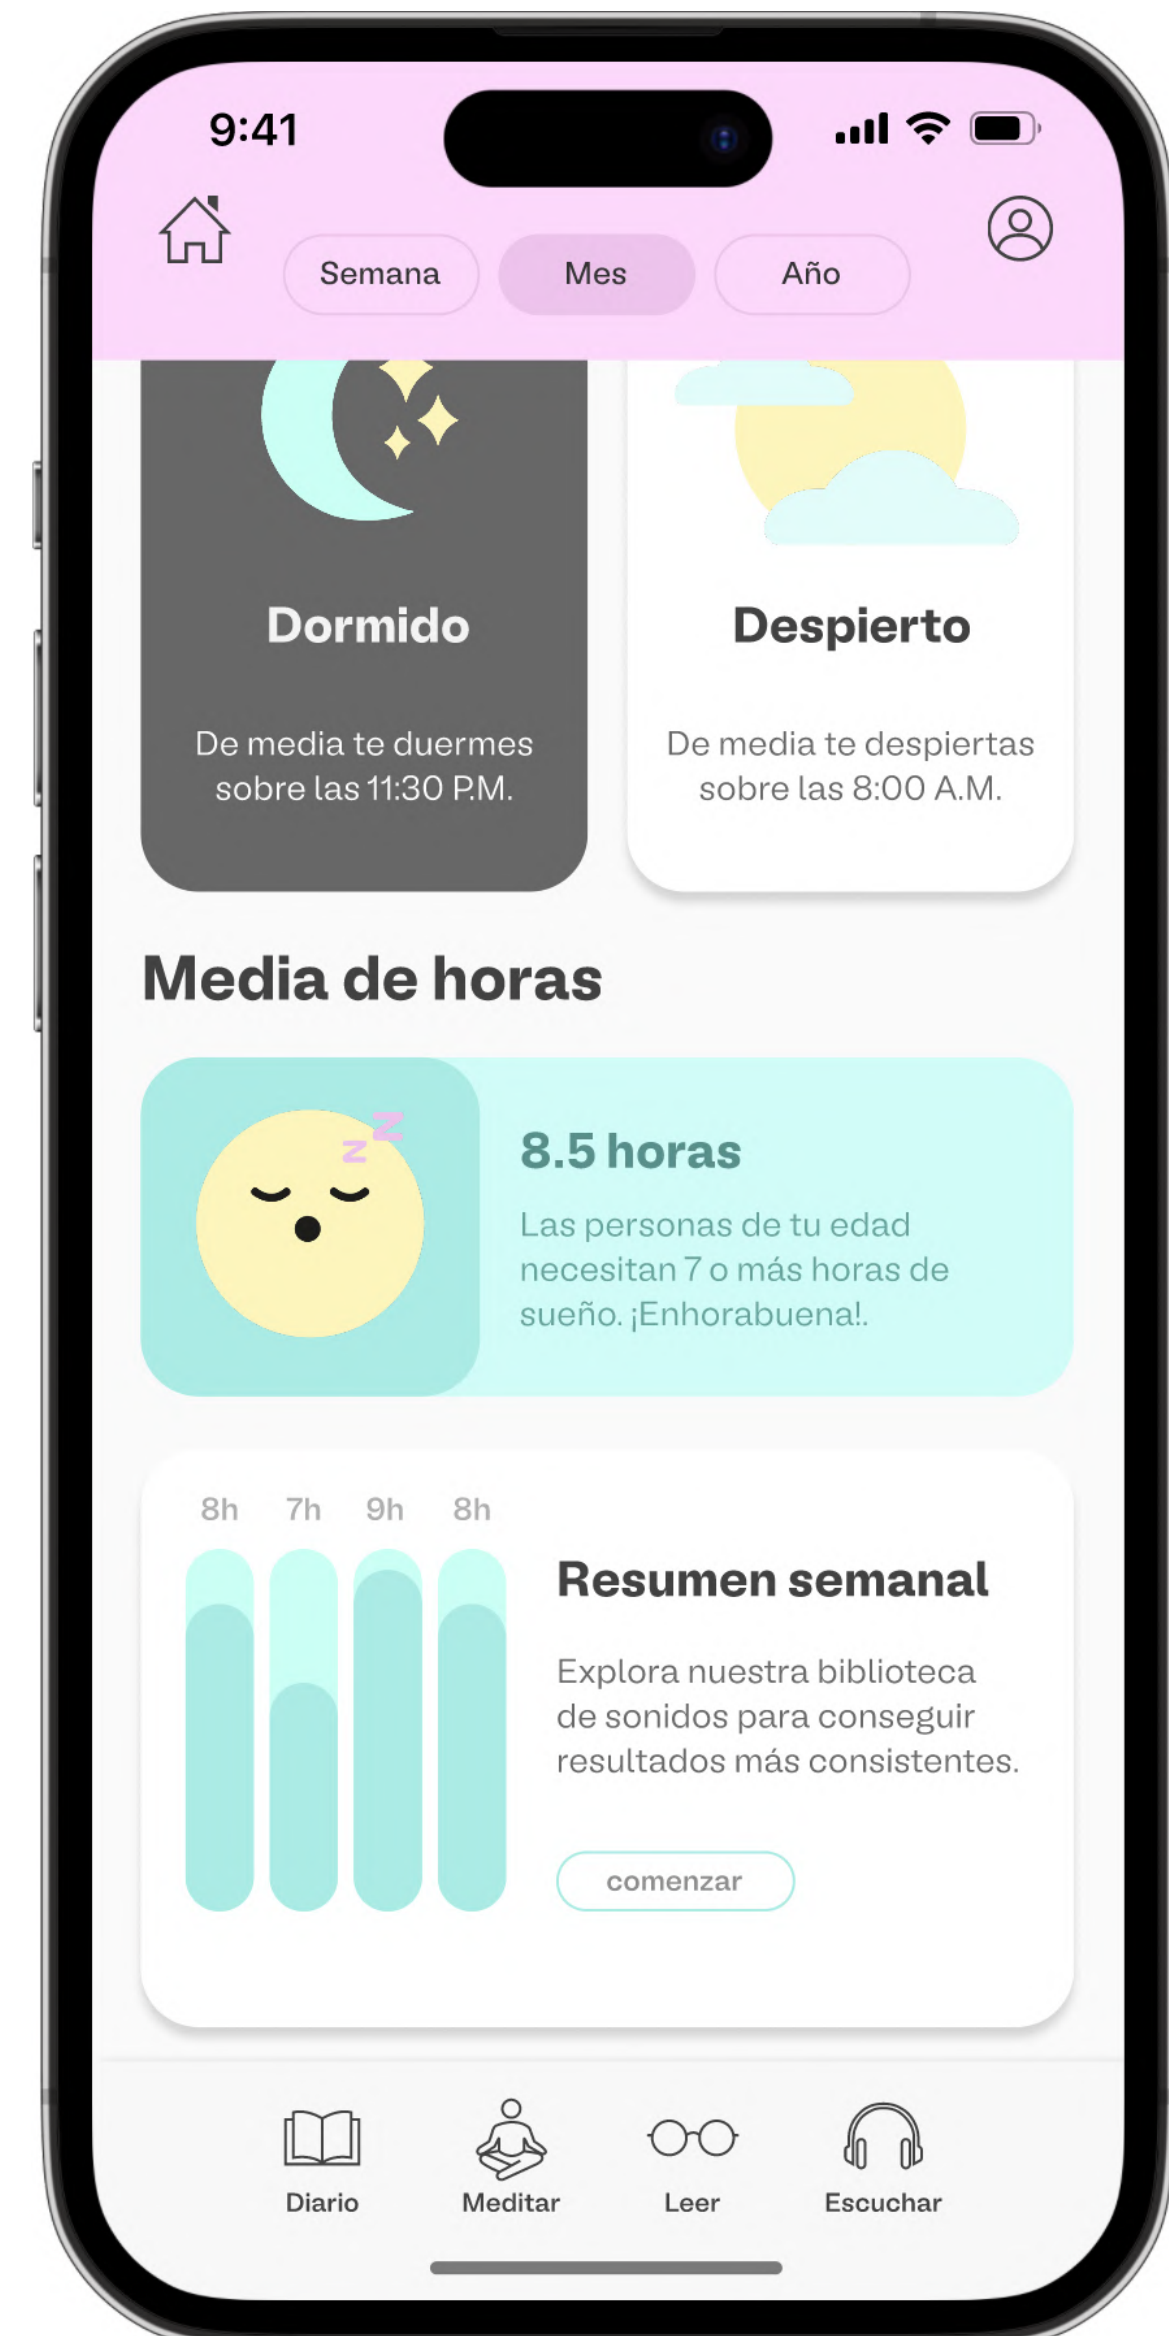 9:41
Semana
Mes
Año
Dormido
De media te duermes
sobre las 11:30 P.M.
Despierto
De media te despiertas
sobre las 8:00 A.M.
Media de horas
z Z
8.5 horas
Las personas de tu edad
necesitan 7 o más horas de
sueño. ¡Enhorabuena!.
8h 7h 9h 8h
Resumen semanal
Explora nuestra biblioteca
de sonidos para conseguir
resultados más consistentes.
comenzar
Diario
Meditar
Leer
Escuchar